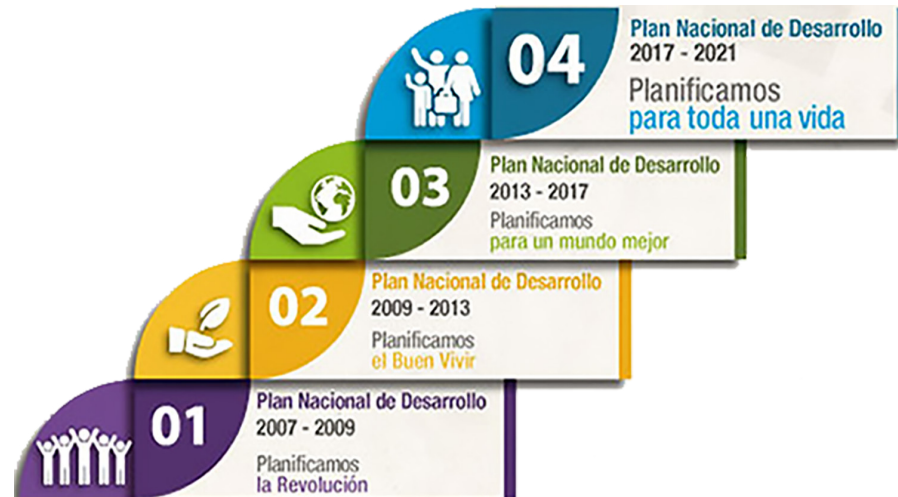 04
Plan Nacional de Desarrollo
2017 - 2021
Planificamos
para toda una vida
03
Plan Nacional de Desarrollo
2013 - 2017
Planificamos
para un mundo mejor
02
Plan Nacional de Desarrollo
2009 - 2013
Planificamos
el Buen Vivir
01
Plan Nacional de Desarrollo
2007 - 2009
Planificamos
la Revolución